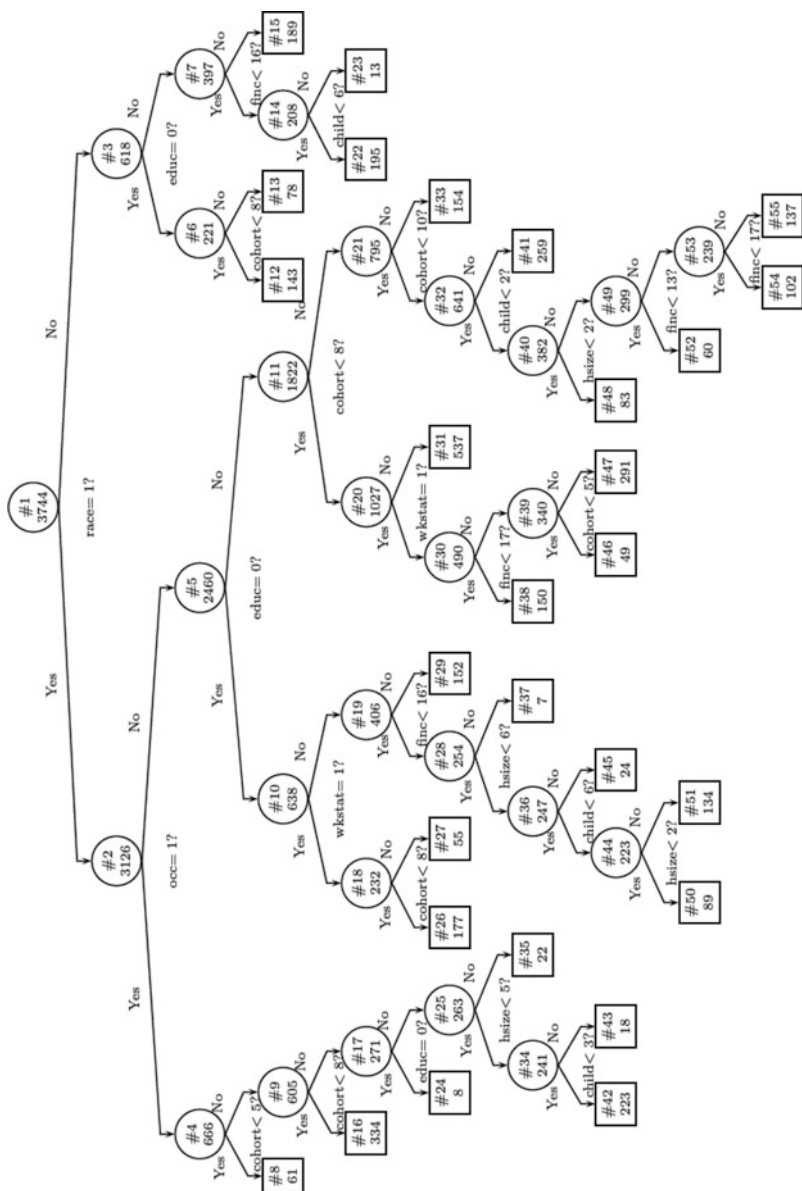 #1
3744
race= 1?
Yes
No
#2
3126
occ= 1?
Yes
No
#3
618
educ= 0?
Yes
No
#4
666
cohort< 5?
Yes
No
#5
2460
educ= 0?
Yes
No
#6
221
cohort< 8?
Yes
No
#7
397
finc< 16?
Yes
No
#8
61
#9
605
cohort< 8?
Yes
No
#10
638
wkstat= 1?
Yes
No
#11
1822
cohort< 8?
Yes
No
#12
143
#13
78
#14
208
child< 6?
Yes
No
#15
189
#16
334
#17
271
educ= 0?
Yes
No
#18
232
cohort< 8?
Yes
No
#19
406
finc< 16?
Yes
No
#20
1027
wkstat= 1?
Yes
No
#21
795
cohort< 10?
Yes
No
#22
195
#23
13
#24
8
#25
263
hsize< 5?
Yes
No
#26
177
#27
55
#28
254
hsize< 6?
Yes
No
#29
152
#30
490
finc< 17?
Yes
No
#31
537
#32
641
child< 2?
Yes
No
#33
154
#34
241
child< 3?
Yes
No
#35
22
#36
247
child< 6?
Yes
No
#37
7
#38
150
#39
340
cohort< 5?
Yes
No
#40
382
hsize< 2?
Yes
No
#41
259
#42
223
#43
18
#44
223
hsize< 2?
Yes
No
#45
24
#46
49
#47
291
#48
83
#49
299
finc< 13?
Yes
No
#50
89
#51
134
#52
60
#53
239
finc< 17?
Yes
No
#54
102
#55
137